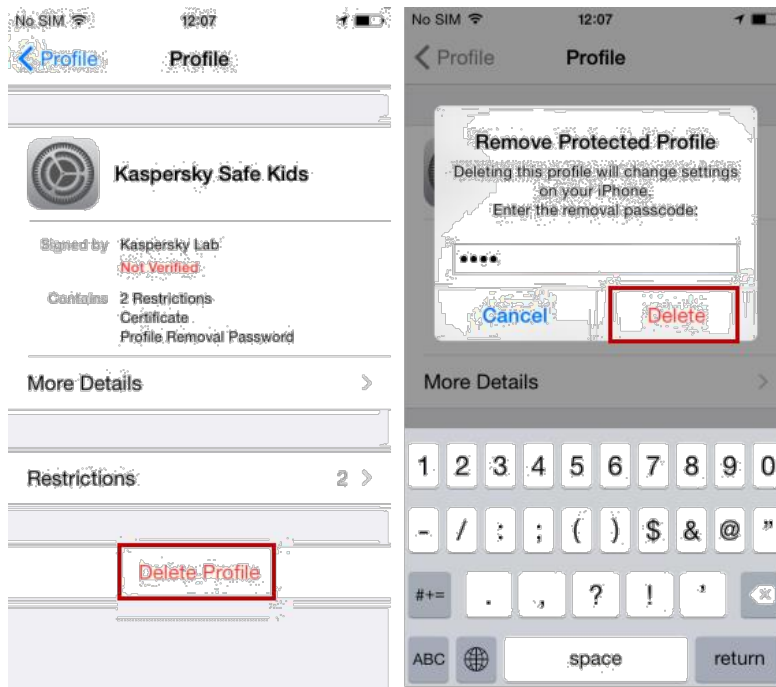 No SIM 12:07
Profile Profile
Kaspersky Safe Kids
Signed by Kaspersky Lab
Not Verified
Contains 2 Restrictions
Certificate
Profile Removal Password
More Details
Restrictions 2
Delete Profile
No SIM 12:07
Profile Profile
Remove Protected Profile
Deleting this profile will change settings
on your iPhone.
Enter the removal passcode:
••••
Cancel Delete
More Details
1 2 3 4 5 6 7 8 9 0
- / : ; ( ) $ & @ "
#+= . , ? ! '
ABC space return